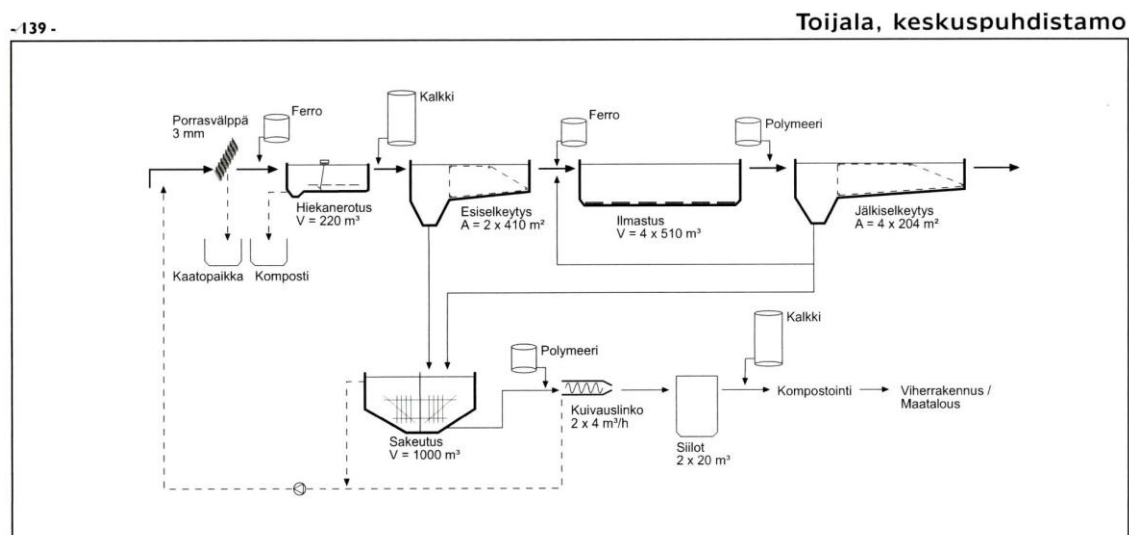 - 139 -
Toijala, keskuspuhdistamo
Porrasvälppä
3 mm
Ferro
Kalkki
Ferro
Polymeeri
Hiekanerotus
V = 220 m³
Esiselkeytys
A = 2 x 410 m²
Ilmastus
V = 4 x 510 m³
Jälkiselkeytys
A = 4 x 204 m²
Kaatopaikka
Komposti
Polymeeri
Kalkki
Sakeutus
V = 1000 m³
Kuivauslinko
2 x 4 m³/h
Siilot
2 x 20 m³
Kompostointi
Viherrakennus /
Maatalous